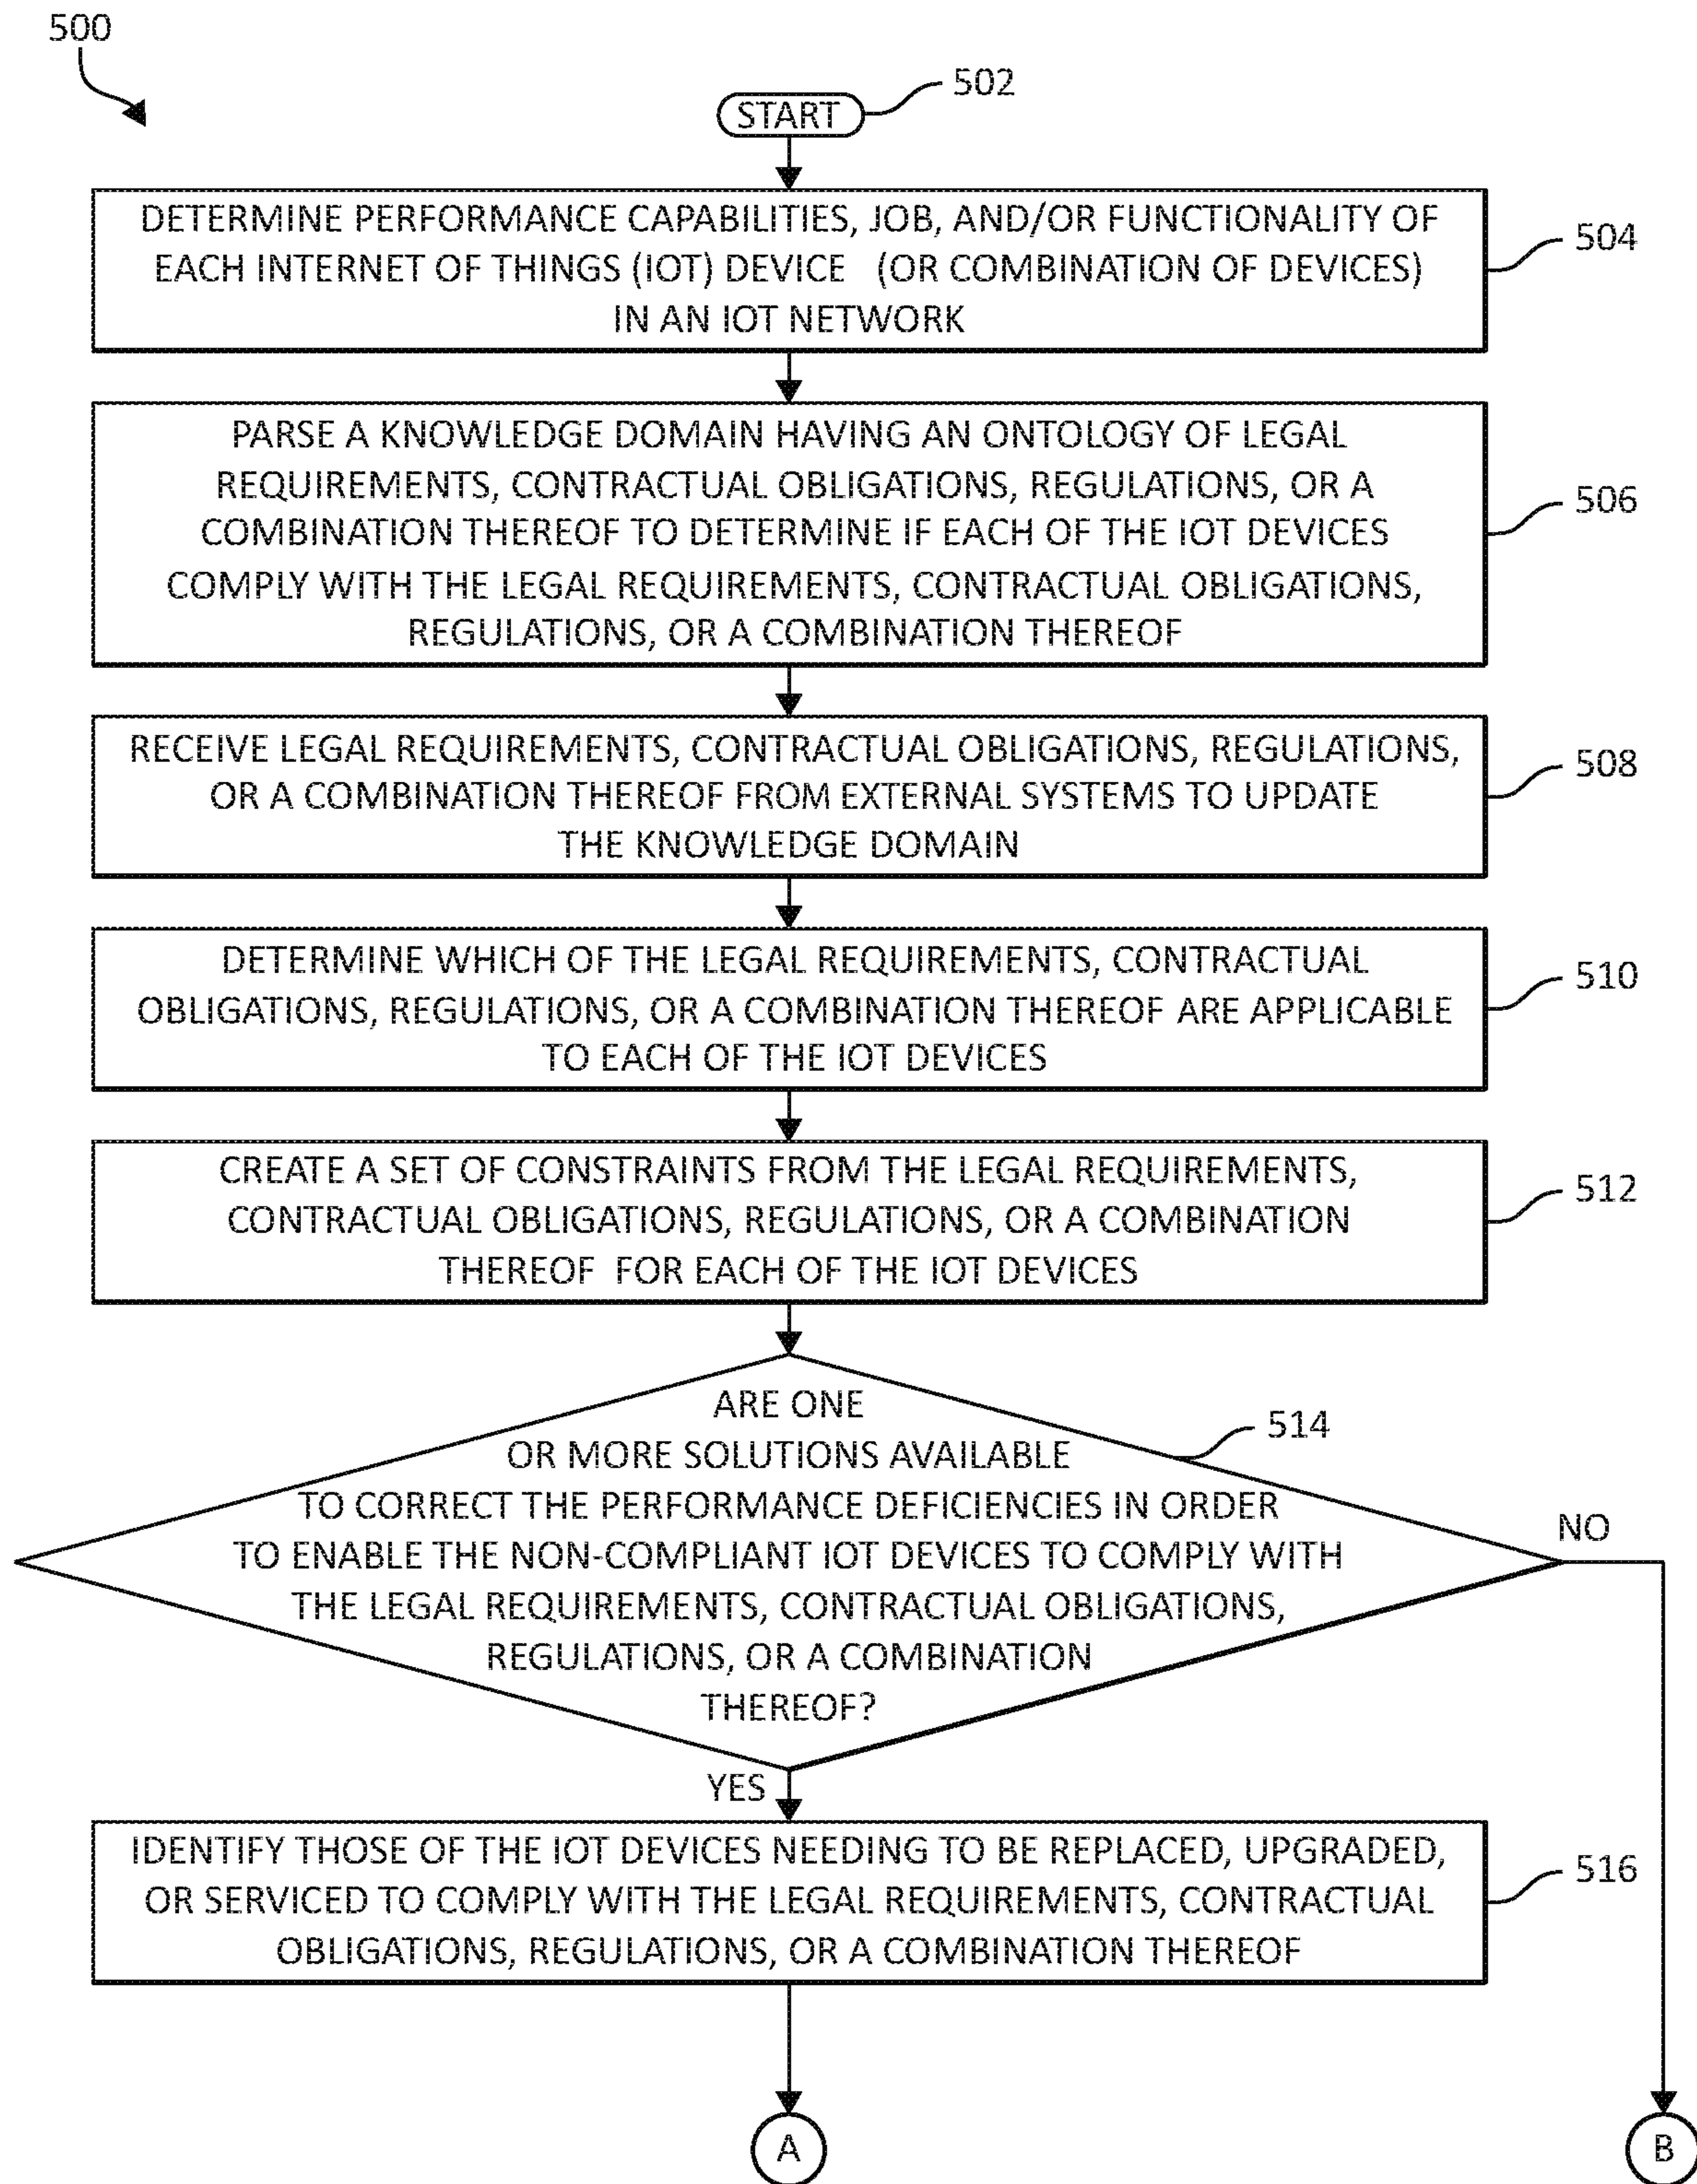 500
START
502
DETERMINE PERFORMANCE CAPABILITIES, JOB, AND/OR FUNCTIONALITY OF
EACH INTERNET OF THINGS (IOT) DEVICE (OR COMBINATION OF DEVICES)
IN AN IOT NETWORK
504
PARSE A KNOWLEDGE DOMAIN HAVING AN ONTOLOGY OF LEGAL
REQUIREMENTS, CONTRACTUAL OBLIGATIONS, REGULATIONS, OR A
COMBINATION THEREOF TO DETERMINE IF EACH OF THE IOT DEVICES
COMPLY WITH THE LEGAL REQUIREMENTS, CONTRACTUAL OBLIGATIONS,
REGULATIONS, OR A COMBINATION THEREOF
506
RECEIVE LEGAL REQUIREMENTS, CONTRACTUAL OBLIGATIONS, REGULATIONS,
OR A COMBINATION THEREOF FROM EXTERNAL SYSTEMS TO UPDATE
THE KNOWLEDGE DOMAIN
508
DETERMINE WHICH OF THE LEGAL REQUIREMENTS, CONTRACTUAL
OBLIGATIONS, REGULATIONS, OR A COMBINATION THEREOF ARE APPLICABLE
TO EACH OF THE IOT DEVICES
510
CREATE A SET OF CONSTRAINTS FROM THE LEGAL REQUIREMENTS,
CONTRACTUAL OBLIGATIONS, REGULATIONS, OR A COMBINATION
THEREOF FOR EACH OF THE IOT DEVICES
512
ARE ONE
OR MORE SOLUTIONS AVAILABLE
TO CORRECT THE PERFORMANCE DEFICIENCIES IN ORDER
TO ENABLE THE NON-COMPLIANT IOT DEVICES TO COMPLY WITH
THE LEGAL REQUIREMENTS, CONTRACTUAL OBLIGATIONS,
REGULATIONS, OR A COMBINATION
THEREOF?
514
NO
YES
IDENTIFY THOSE OF THE IOT DEVICES NEEDING TO BE REPLACED, UPGRADED,
OR SERVICED TO COMPLY WITH THE LEGAL REQUIREMENTS, CONTRACTUAL
OBLIGATIONS, REGULATIONS, OR A COMBINATION THEREOF
516
A
B